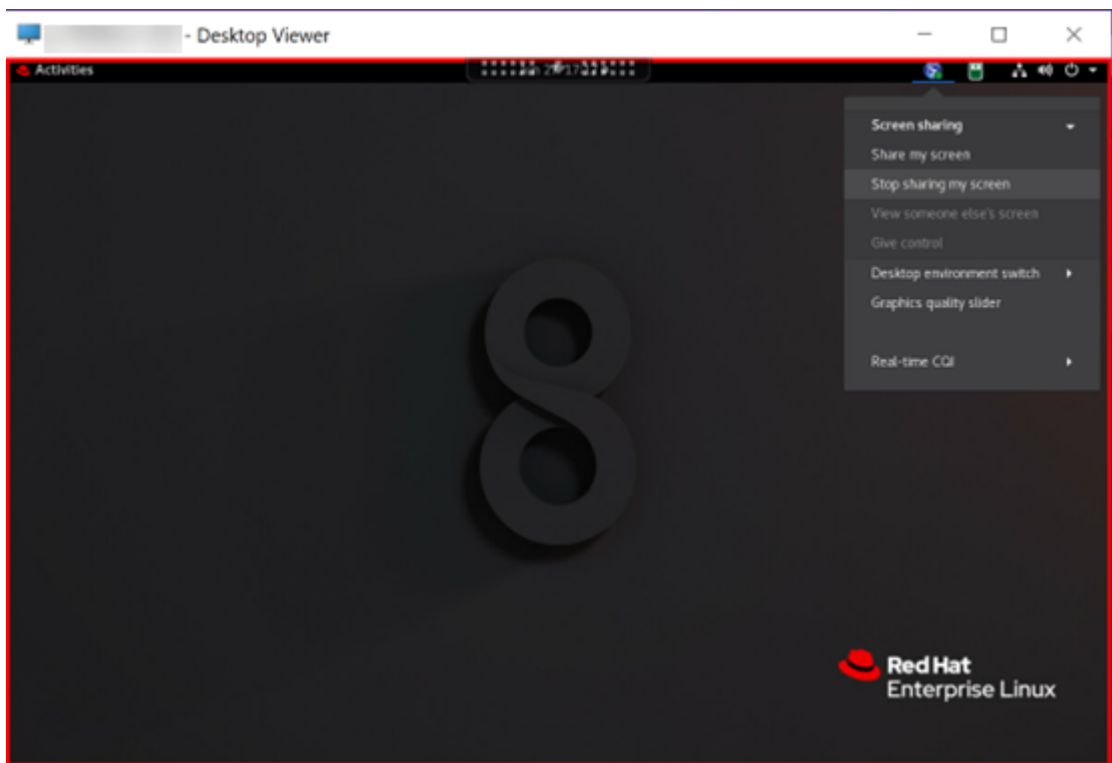 - Desktop Viewer
Activities
Screen sharing
Share my screen
Stop sharing my screen
View someone else's screen
Give control
Desktop environment switch
Graphics quality slider
Real-time CQI
8
Red Hat
Enterprise Linux